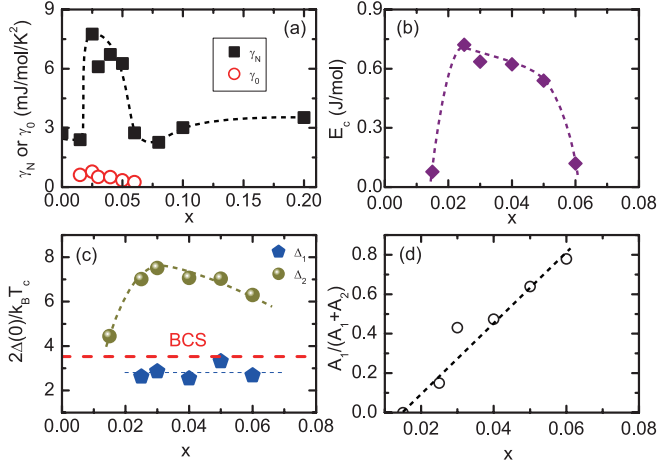 (a)
γN
γ0
γN or γ0 (mJ/mol/K²)
9
6
3
0
0.00 0.05 0.10 0.15 0.20
x
(b)
Ec (J/mol)
0.9
0.6
0.3
0.0
0.00 0.02 0.04 0.06 0.08
x
(c)
Δ1
Δ2
BCS
2Δ(0)/kBTc
8
6
4
2
0.00 0.02 0.04 0.06 0.08
x
(d)
A1/(A1+A2)
0.8
0.6
0.4
0.2
0.0
0.02 0.04 0.06 0.08
x